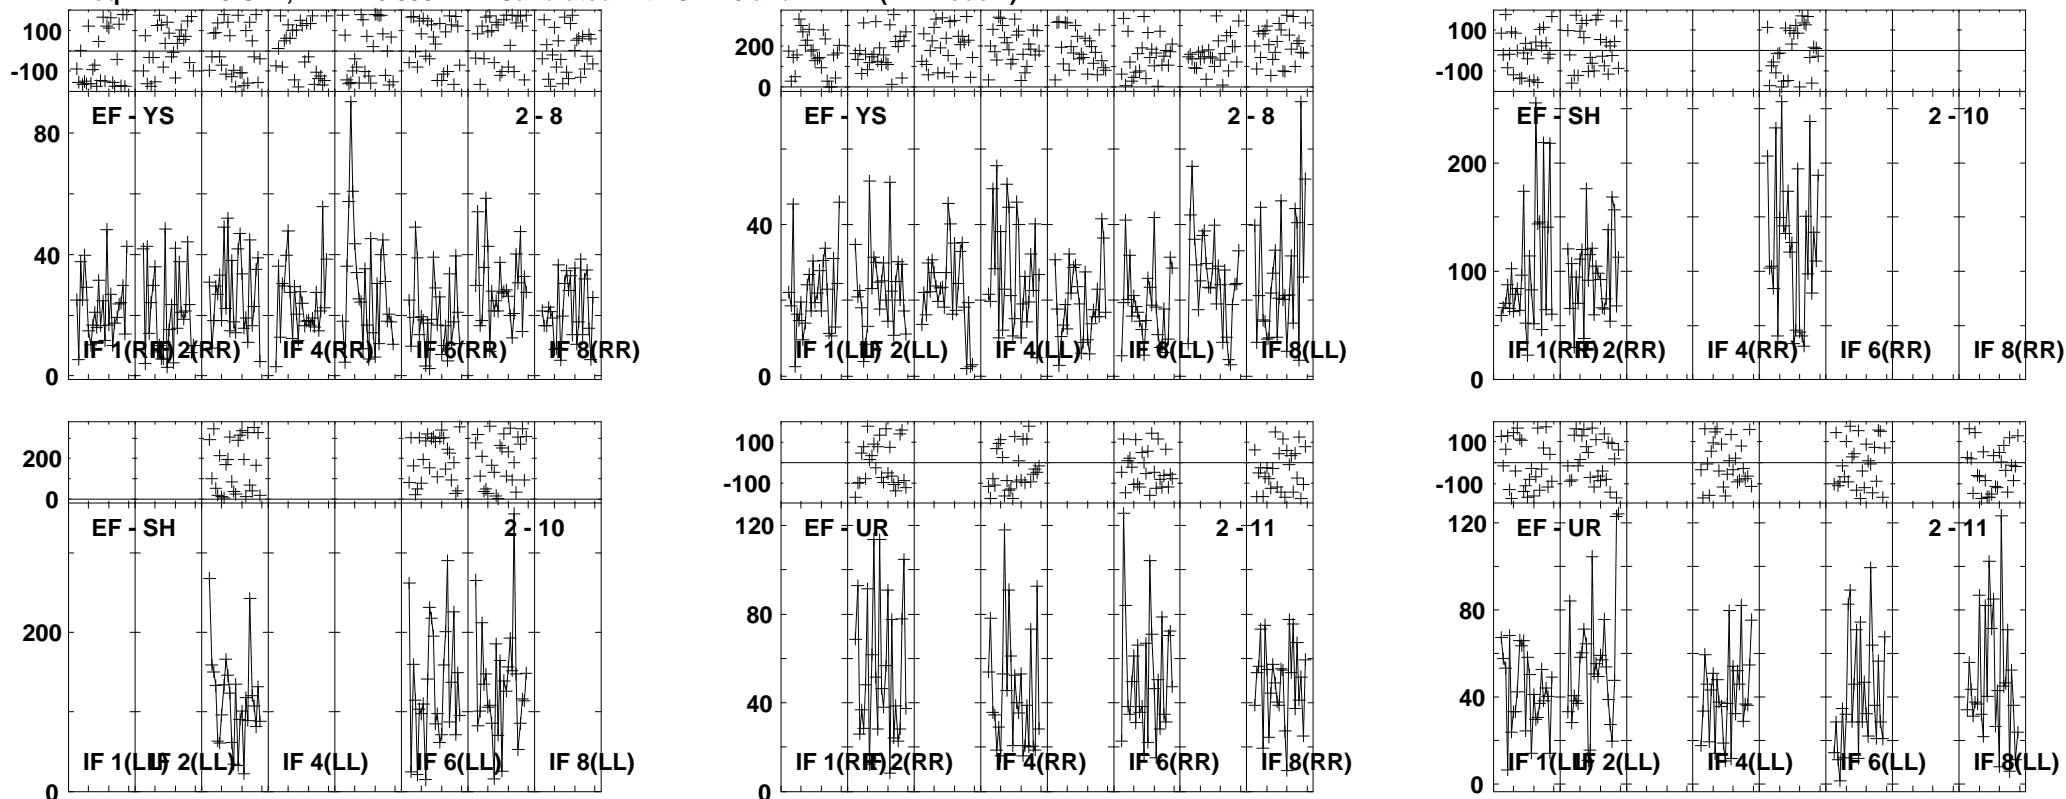 100
-100
EF - YS 2 - 8
80
40
0
IF 1(RR) IF 2(RR) IF 4(RR) IF 6(RR) IF 8(RR)
200
0
EF - YS 2 - 8
40
0
IF 1(LL) IF 2(LL) IF 4(LL) IF 6(LL) IF 8(LL)
100
-100
EF - SH 2 - 10
200
100
0
IF 1(RR) IF 2(RR) IF 4(RR) IF 6(RR) IF 8(RR)
200
0
EF - SH 2 - 10
200
0
IF 1(LL) IF 2(LL) IF 4(LL) IF 6(LL) IF 8(LL)
100
-100
EF - UR 2 - 11
120
80
40
0
IF 1(RR) IF 2(RR) IF 4(RR) IF 6(RR) IF 8(RR)
100
-100
EF - UR 2 - 11
120
80
40
0
IF 1(LL) IF 2(LL) IF 4(LL) IF 6(LL) IF 8(LL)